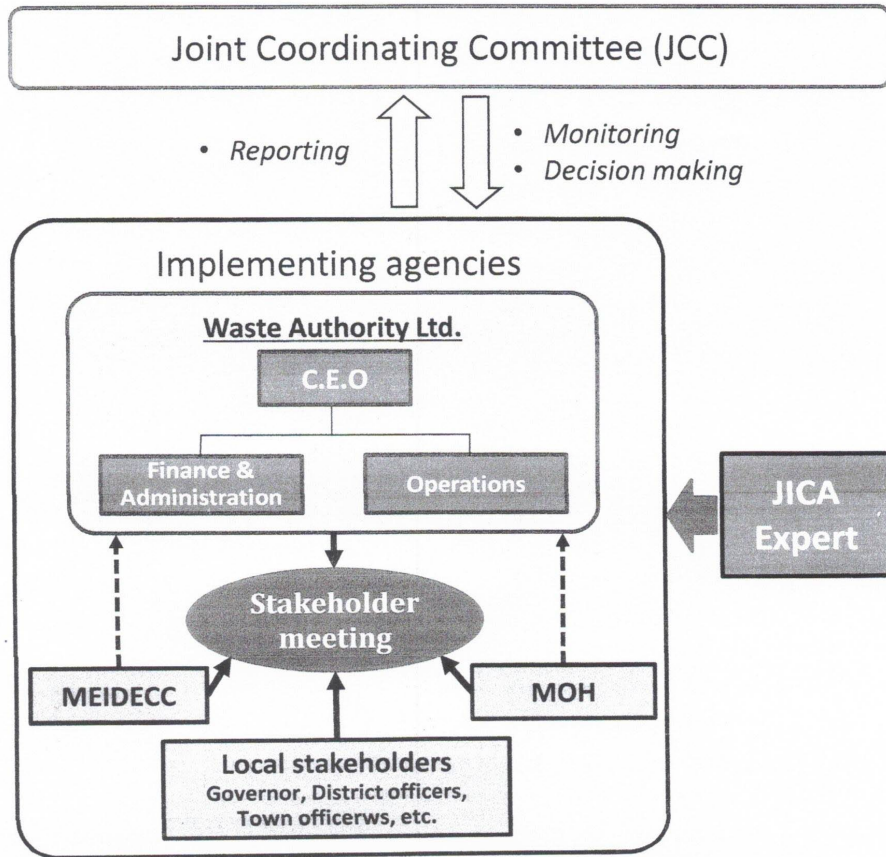 Joint Coordinating Committee (JCC)
• Reporting
• Monitoring
• Decision making
Implementing agencies
Waste Authority Ltd.
C.E.O
Finance &
Administration
Operations
JICA
Expert
Stakeholder
meeting
MEIDECC
MOH
Local stakeholders
Governor, District officers,
Town officerws, etc.